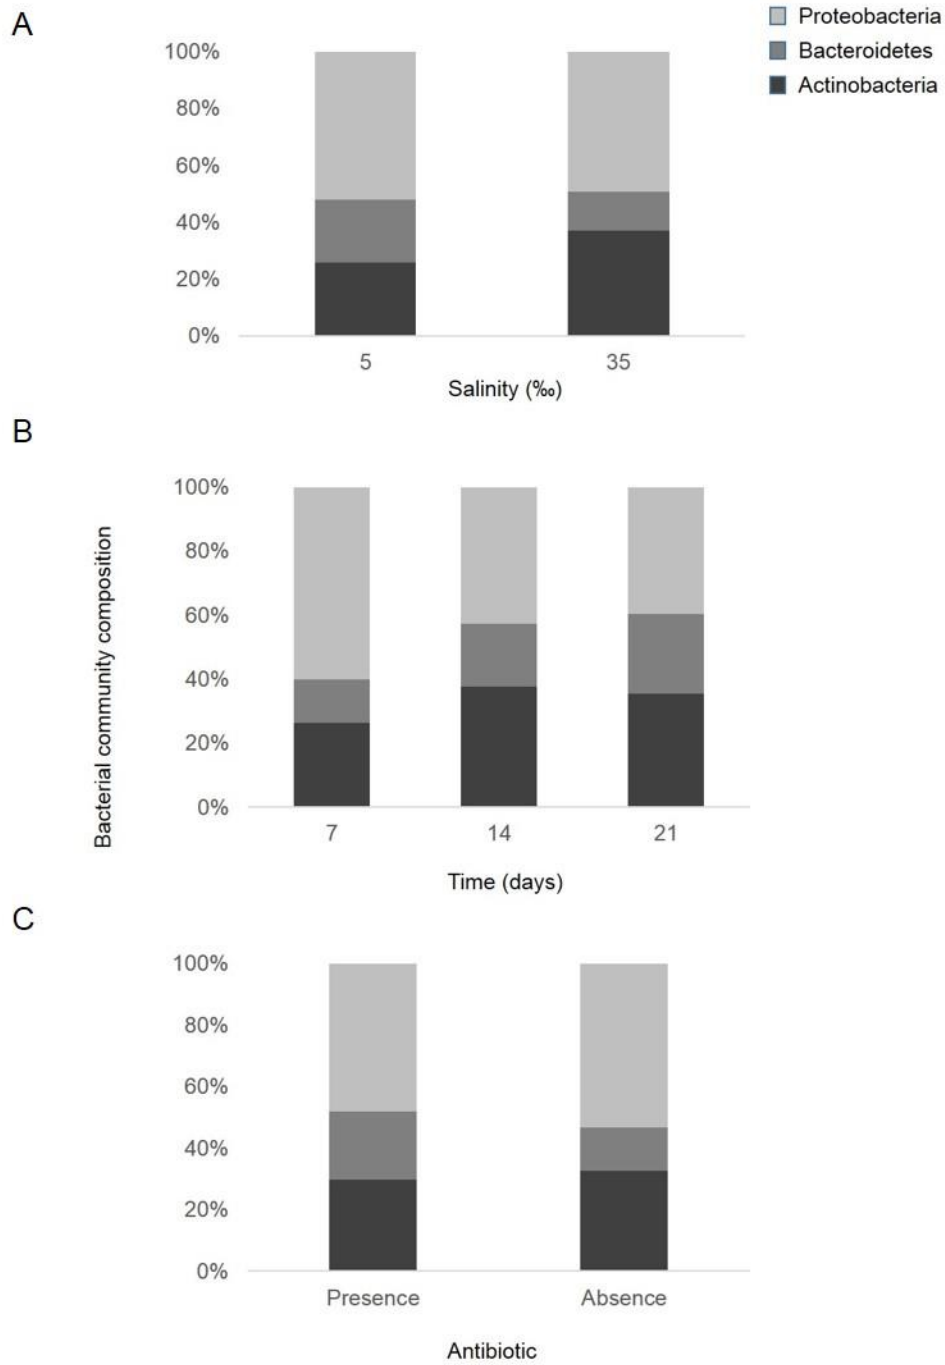 A
Proteobacteria
Bacteroidetes
Actinobacteria
100%
80%
60%
40%
20%
0%
5
35
Salinity (‰)
B
Bacterial community composition
100%
80%
60%
40%
20%
0%
7
14
21
Time (days)
C
100%
80%
60%
40%
20%
0%
Presence
Absence
Antibiotic